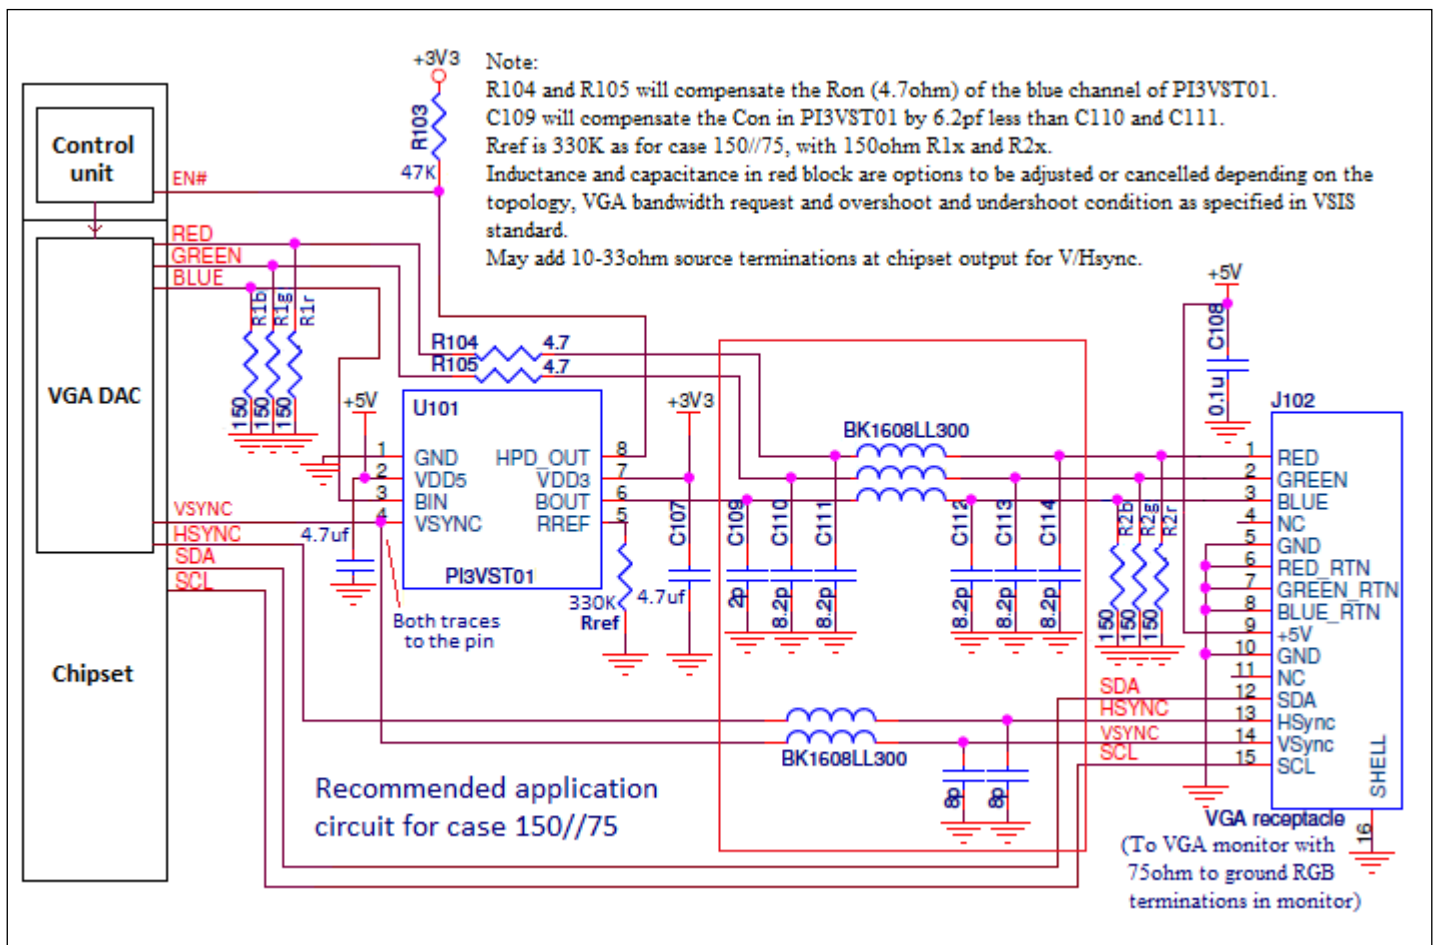 +3V3
Note:
R104 and R105 will compensate the Ron (4.7ohm) of the blue channel of PI3VST01.
C109 will compensate the Con in PI3VST01 by 6.2pf less than C110 and C111.
Rref is 330K as for case 150//75, with 150ohm R1x and R2x.
Inductance and capacitance in red block are options to be adjusted or cancelled depending on the
topology, VGA bandwidth request and overshoot and undershoot condition as specified in VSIS
standard.
May add 10-33ohm source terminations at chipset output for V/Hsync.
R103
47K
Control
unit
EN#
RED
GREEN
BLUE
VGA DAC
R1b
R1g
R1r
150
150
150
R104
4.7
R105
4.7
+5V
U101
+3V3
1
GND
HPD_OUT
8
2
VDD5
VDD3
7
3
BIN
BOUT
6
4
VSYNC
RREF
5
PI3VST01
VSYNC
HSYNC
SDA
SCL
4.7uf
Both traces
to the pin
330K
Rref
4.7uf
C107
C109
C110
C111
2p
8.2p
8.2p
BK1608LL300
C112
C113
C114
8.2p
8.2p
8.2p
R2b
R2g
R2r
150
150
150
+5V
C108
0.1u
J102
1
RED
2
GREEN
3
BLUE
4
NC
5
GND
6
RED_RTN
7
GREEN_RTN
8
BLUE_RTN
9
+5V
10
GND
11
NC
12
SDA
13
HSync
14
VSync
15
SCL
SHELL
16
SDA
HSYNC
VSYNC
SCL
BK1608LL300
8p
8p
Chipset
Recommended application
circuit for case 150//75
VGA receptacle
(To VGA monitor with
75ohm to ground RGB
terminations in monitor)